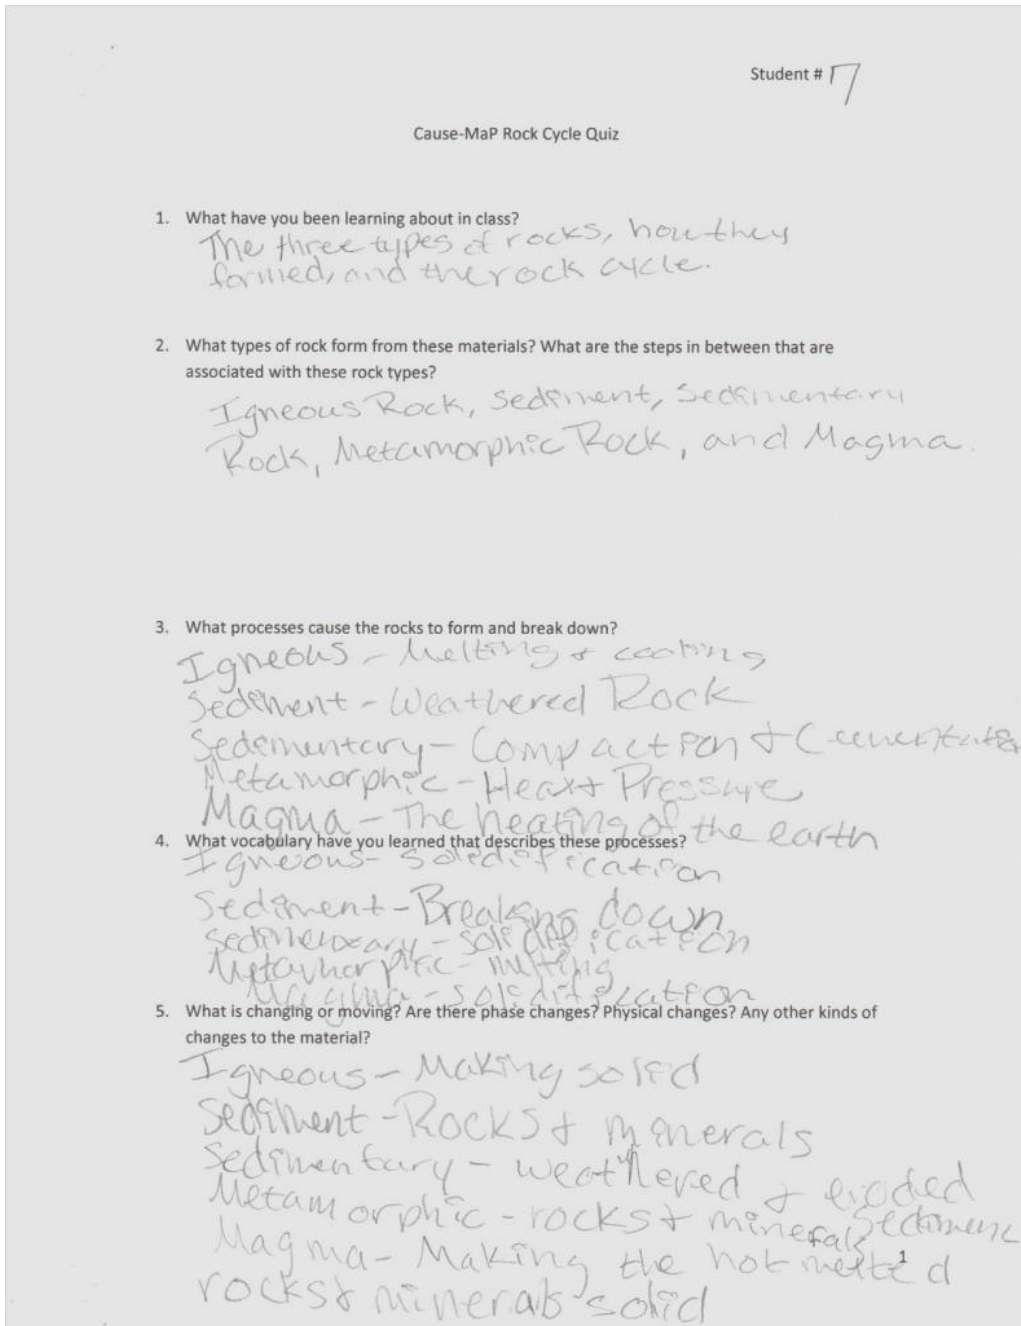 Student # 17
Cause-MaP Rock Cycle Quiz
1. What have you been learning about in class?
The three types of rocks, how they
formed, and the rock cycle.
2. What types of rock form from these materials? What are the steps in between that are
associated with these rock types?
Igneous Rock, Sediment, Sedimentary
Rock, Metamorphic Rock, and Magma.
3. What processes cause the rocks to form and break down?
Igneous - Melting & cooling
Sediment - Weathered Rock
Sedementary - Compaction & Cementation
Metamorphic - Heat & Pressure
Magma - The heating of the earth
4. What vocabulary have you learned that describes these processes?
Igneous - Soledification
Sediment - Breaking down
Sedimentary - solidification
Metamorphic - melting
Magma - soledification
5. What is changing or moving? Are there phase changes? Physical changes? Any other kinds of
changes to the material?
Igneous - Making solid
Sediment - Rocks & minerals
Sedimentary - weathered & eroded
Sediment
Metamorphic - rocks & minerals
Magma - Making the hot melted
rocks & minerals solid
1